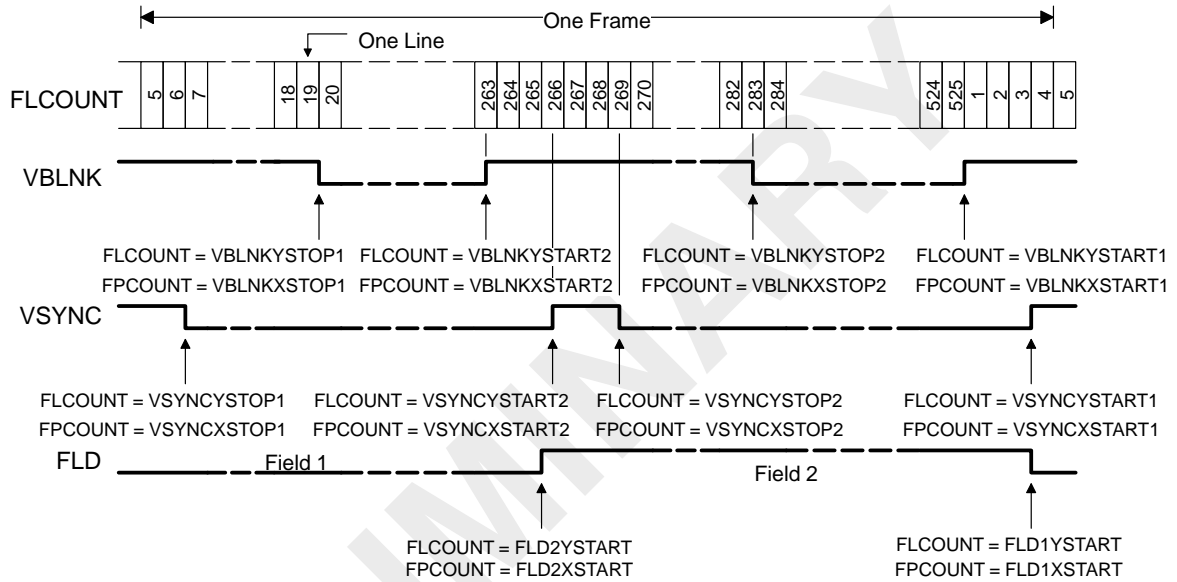 One Frame
One Line
FLCOUNT
5 6 7 18 19 20 263 264 265 266 267 268 269 270 282 283 284 524 525 1 2 3 4 5
VBLNK
FLCOUNT = VBLNKYSTOP1 FLCOUNT = VBLNKYSTART2 FLCOUNT = VBLNKYSTOP2 FLCOUNT = VBLNKYSTART1
FPCOUNT = VBLNKXSTOP1 FPCOUNT = VBLNKXSTART2 FPCOUNT = VBLNKXSTOP2 FPCOUNT = VBLNKXSTART1
VSYNC
FLCOUNT = VSYNCYSTOP1 FLCOUNT = VSYNCYSTART2 FLCOUNT = VSYNCYSTOP2 FLCOUNT = VSYNCYSTART1
FPCOUNT = VSYNCXSTOP1 FPCOUNT = VSYNCXSTART2 FPCOUNT = VSYNCXSTOP2 FPCOUNT = VSYNCXSTART1
FLD Field 1 Field 2
FLCOUNT = FLD2YSTART FLCOUNT = FLD1YSTART
FPCOUNT = FLD2XSTART FPCOUNT = FLD1XSTART
IMINARY